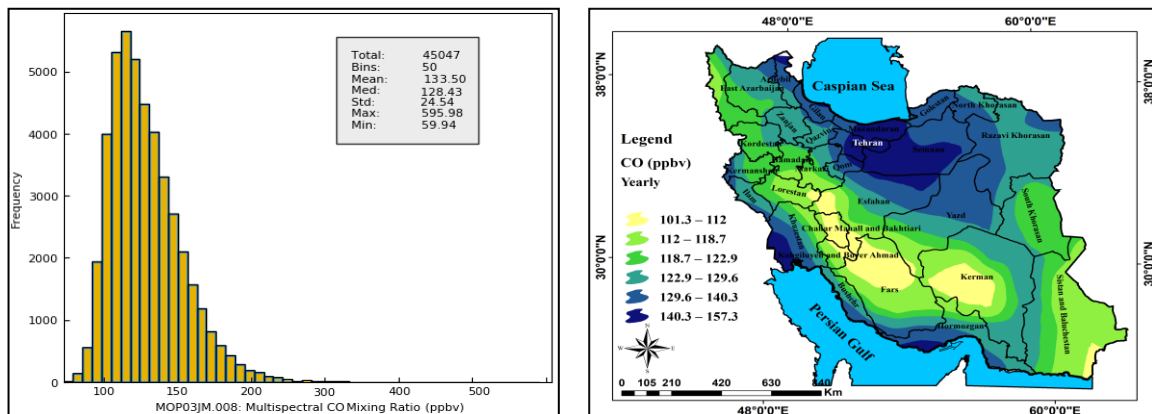 5000
4000
3000
2000
1000
0
Frequency
100
150
200
300
400
500
MOP03JM.008: Multispectral CO Mixing Ratio (ppbv)
Total: 45047
Bins: 50
Mean: 133.50
Med: 128.43
Std: 24.54
Max: 595.98
Min: 59.94
48°0'0"E 60°0'0"E
38°0'0"N
30°0'0"N
38°0'0"N
30°0'0"N
48°0'0"E 60°0'0"E
Caspian Sea
Persian Gulf
Ardebil
East Azarbaijan
Gilan
Zanjan
Qazvin
Mazandaran
Tehran
Semnan
Golestan
North Khorasan
Razavi Khorasan
Kordestan
Hamadan
Markazi
Qom
Kermanshah
Lorestan
Ilam
Esfahan
Yazd
South Khorasan
Khuzestan
Chahar Mahall and Bakhtiari
Kohgiluyeh and Buyer Ahmad
Fars
Kerman
Bushehr
Hormozgan
Sistan and Baluchestan
Legend
CO (ppbv)
Yearly
101.3 – 112
112 – 118.7
118.7 – 122.9
122.9 – 129.6
129.6 – 140.3
140.3 – 157.3
N
W E
S
0 105 210 420 630 840
Km